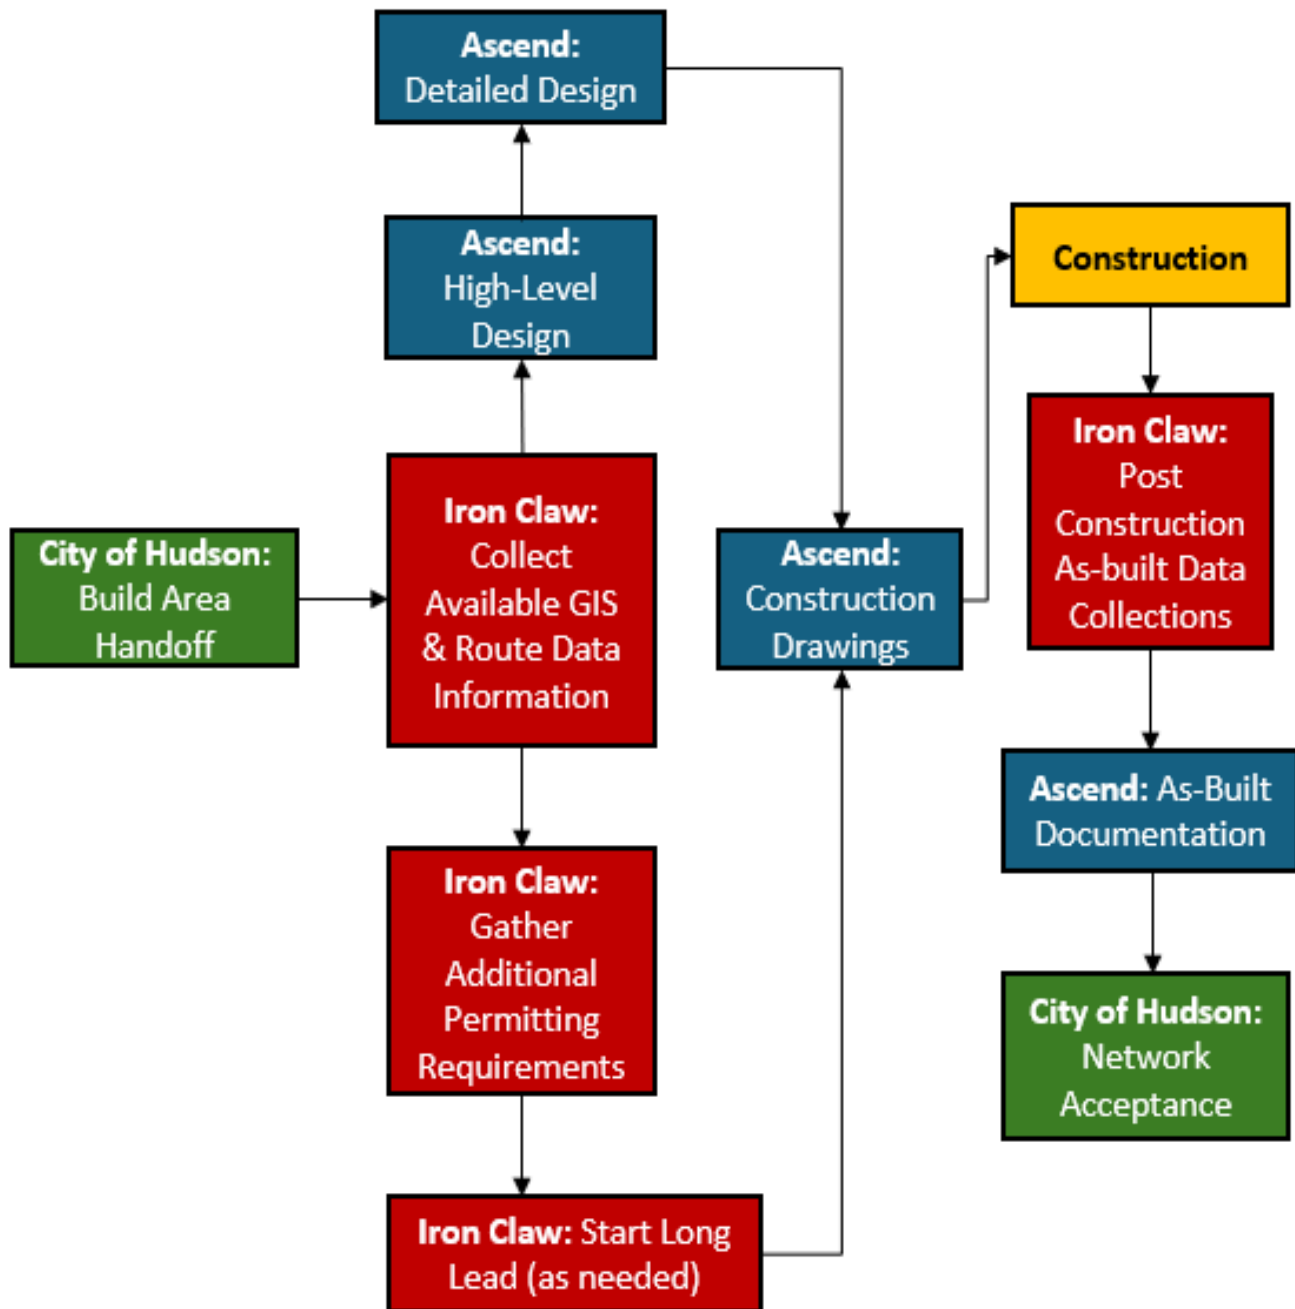 Ascend:
Detailed Design
Ascend:
High-Level
Design
Construction
Iron Claw:
Collect
Available GIS
& Route Data
Information
City of Hudson:
Build Area
Handoff
Ascend:
Construction
Drawings
Iron Claw:
Post
Construction
As-built Data
Collections
Iron Claw:
Gather
Additional
Permitting
Requirements
Ascend: As-Built
Documentation
City of Hudson:
Network
Acceptance
Iron Claw: Start Long
Lead (as needed)